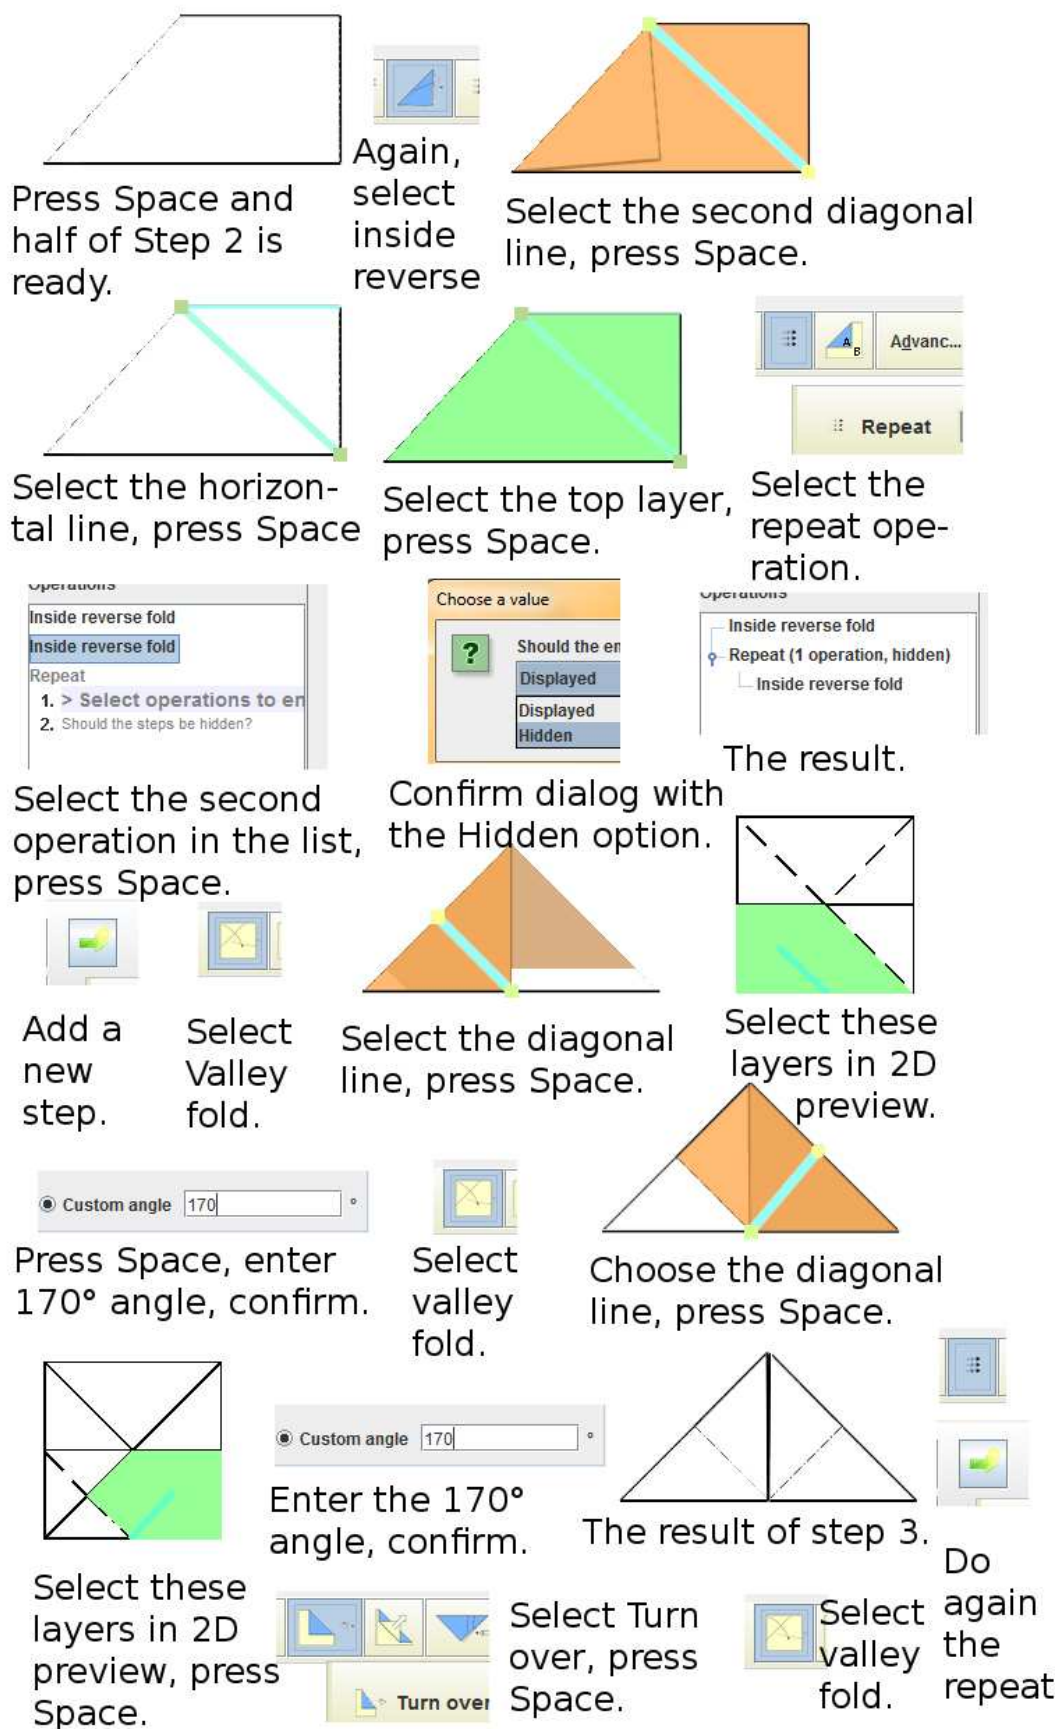 Press Space and
half of Step 2 is
ready.
Again,
select
inside
reverse
Select the second diagonal
line, press Space.
Select the horizon-
tal line, press Space
Select the top layer,
press Space.
A
B
Advanc...
Repeat
Select the
repeat ope-
ration.
Operations
Inside reverse fold
Inside reverse fold
Repeat
1. > Select operations to en
2. Should the steps be hidden?
Select the second
operation in the list,
press Space.
Choose a value
?
Should the en
Displayed
Displayed
Hidden
Confirm dialog with
the Hidden option.
Operations
Inside reverse fold
Repeat (1 operation, hidden)
Inside reverse fold
The result.
Add a
new
step.
Select
Valley
fold.
Select the diagonal
line, press Space.
Select these
layers in 2D
preview.
Custom angle 170 °
Press Space, enter
170° angle, confirm.
Select
valley
fold.
Choose the diagonal
line, press Space.
Select these
layers in 2D
preview, press
Space.
Custom angle 170 °
Enter the 170°
angle, confirm.
The result of step 3.
Do
again
the
repeat
Turn over
Select Turn
over, press
Space.
Select
valley
fold.